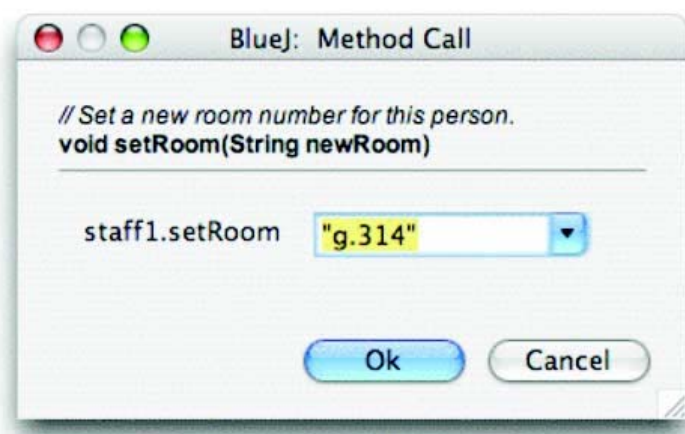 BlueJ: Method Call
// Set a new room number for this person.
void setRoom(String newRoom)
staff1.setRoom "g.314"
Ok Cancel